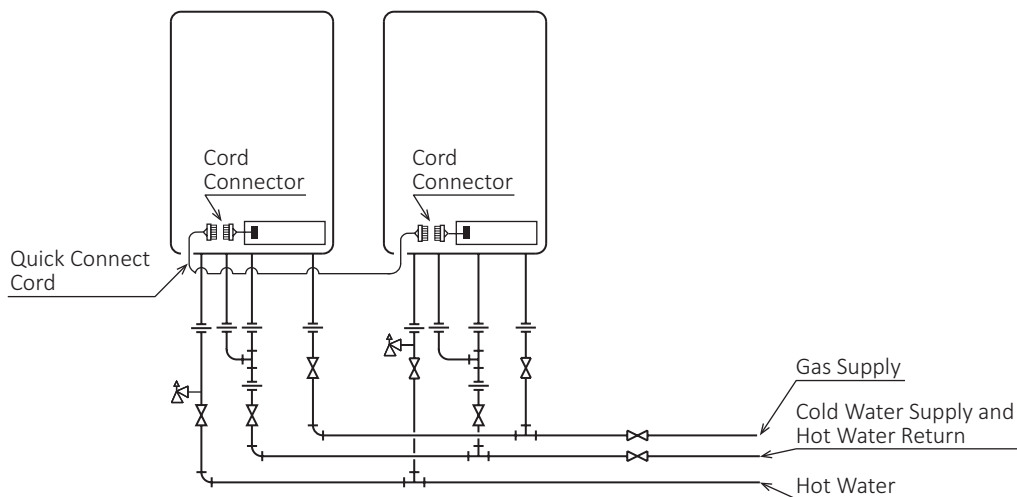 Cord
Connector
Cord
Connector
Quick Connect
Cord
Gas Supply
Cold Water Supply and
Hot Water Return
Hot Water